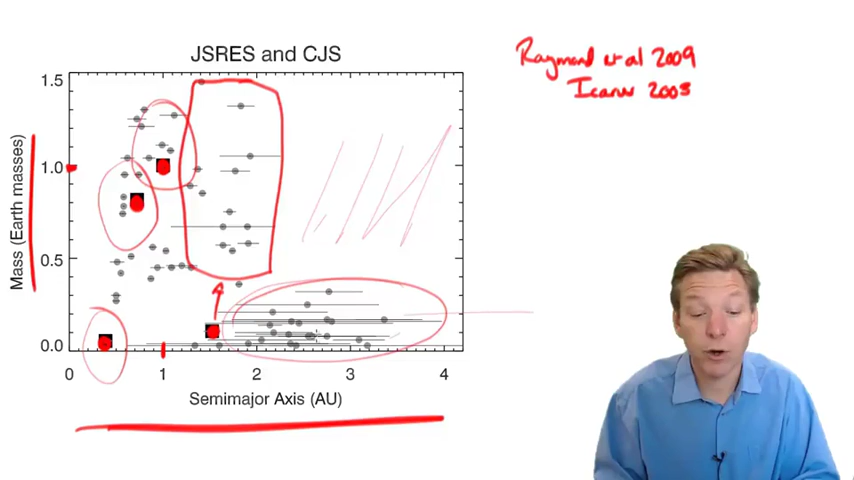 JSRES and CJS
Raymond et al 2009
Icarus 2003
Mass (Earth masses)
1.5
1.0
0.5
0.0
0
1
2
3
4
Semimajor Axis (AU)